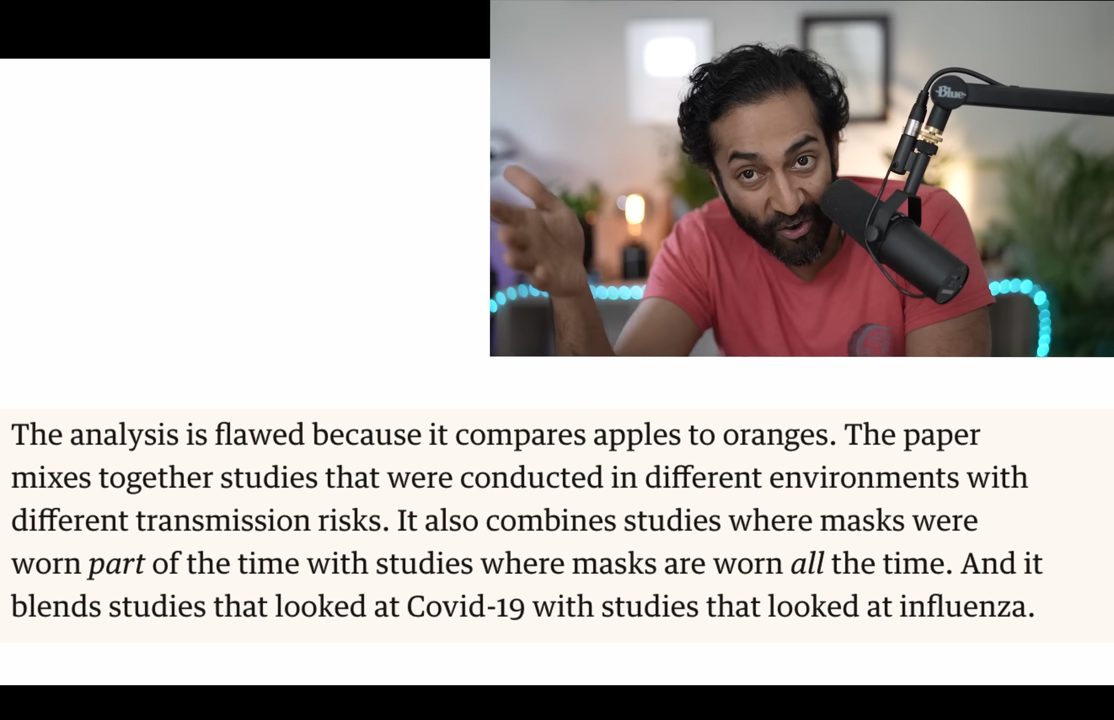 Blue
The analysis is flawed because it compares apples to oranges. The paper
mixes together studies that were conducted in different environments with
different transmission risks. It also combines studies where masks were
worn part of the time with studies where masks are worn all the time. And it
blends studies that looked at Covid-19 with studies that looked at influenza.